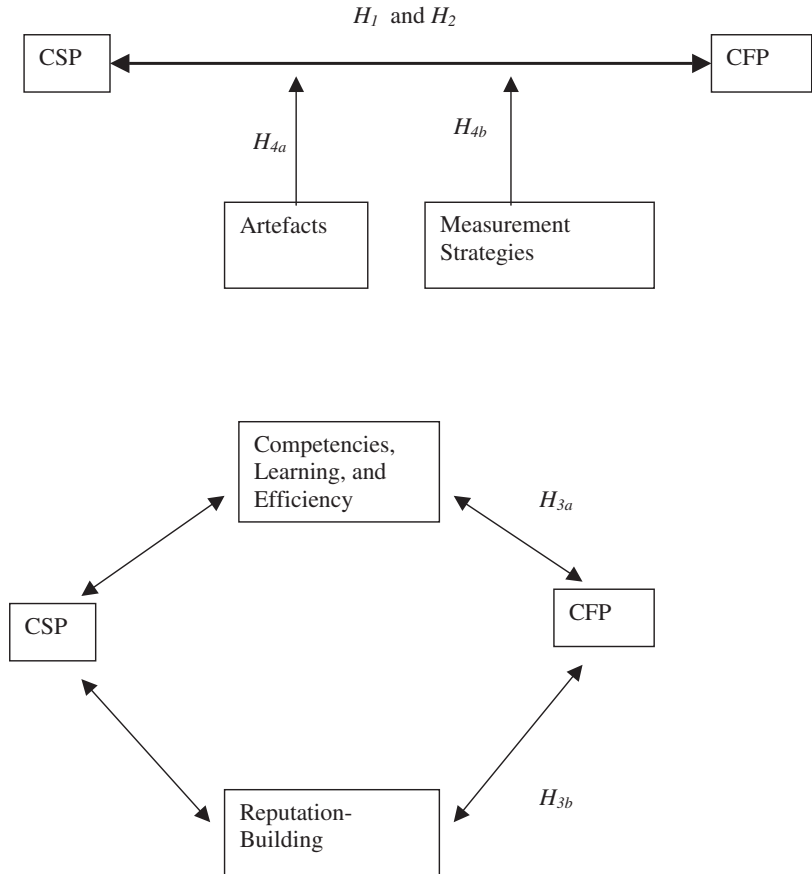 H1 and H2
CSP
CFP
H4a
H4b
Artefacts
Measurement
Strategies
Competencies,
Learning, and
Efficiency
H3a
CSP
CFP
H3b
Reputation-
Building